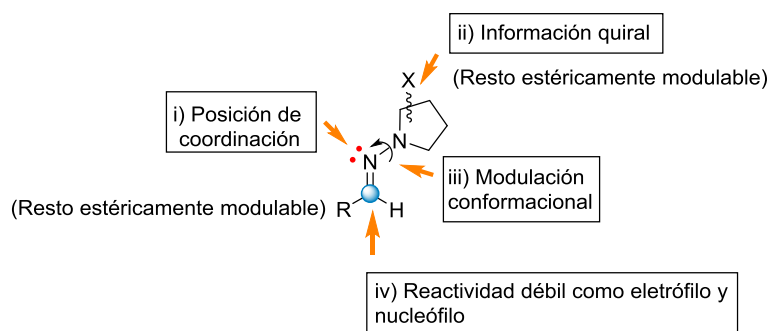 ii) Información quiral
X
(Resto estéricamente modulable)
i) Posición de
coordinación
N
N
iii) Modulación
conformacional
(Resto estéricamente modulable)
R
H
iv) Reactividad débil como eletrófilo y
nucleófilo